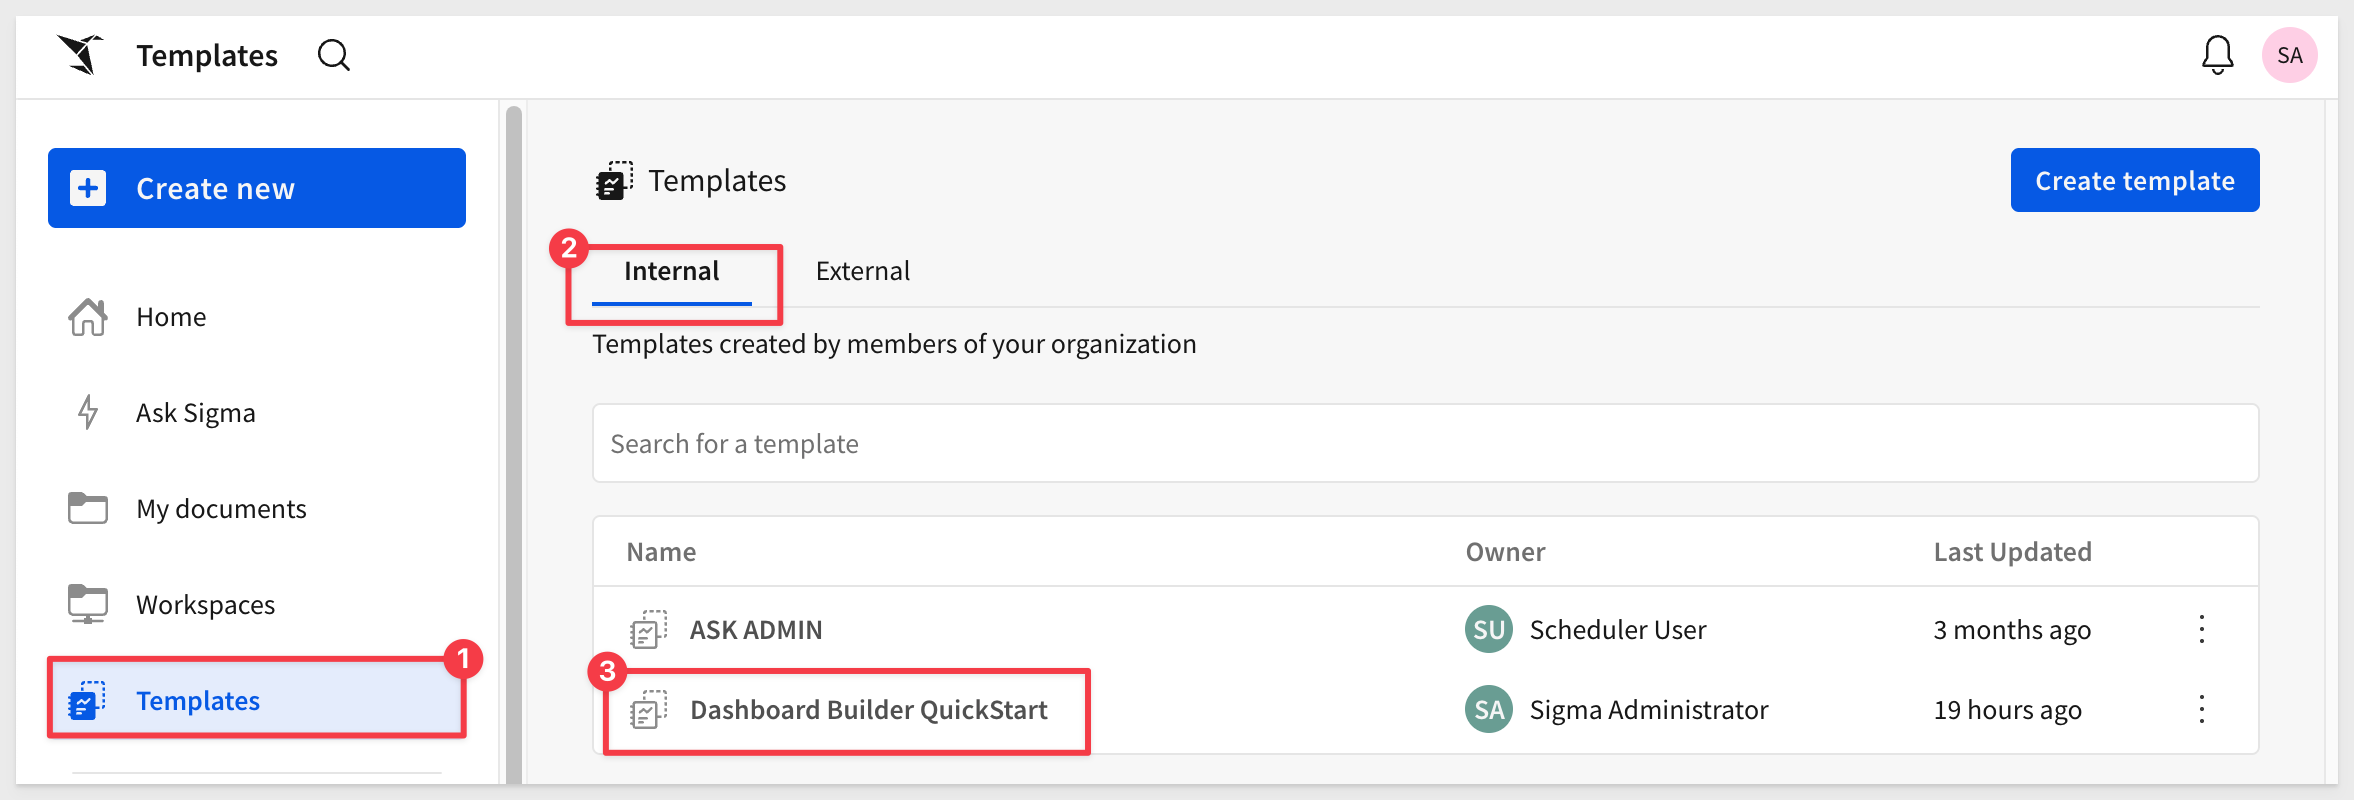 Templates
SA
Create new
Home
Ask Sigma
My documents
Workspaces
1
Templates
Templates
Create template
2
Internal
External
Templates created by members of your organization
Search for a template
Name
Owner
Last Updated
ASK ADMIN
SU
Scheduler User
3 months ago
3
Dashboard Builder QuickStart
SA
Sigma Administrator
19 hours ago